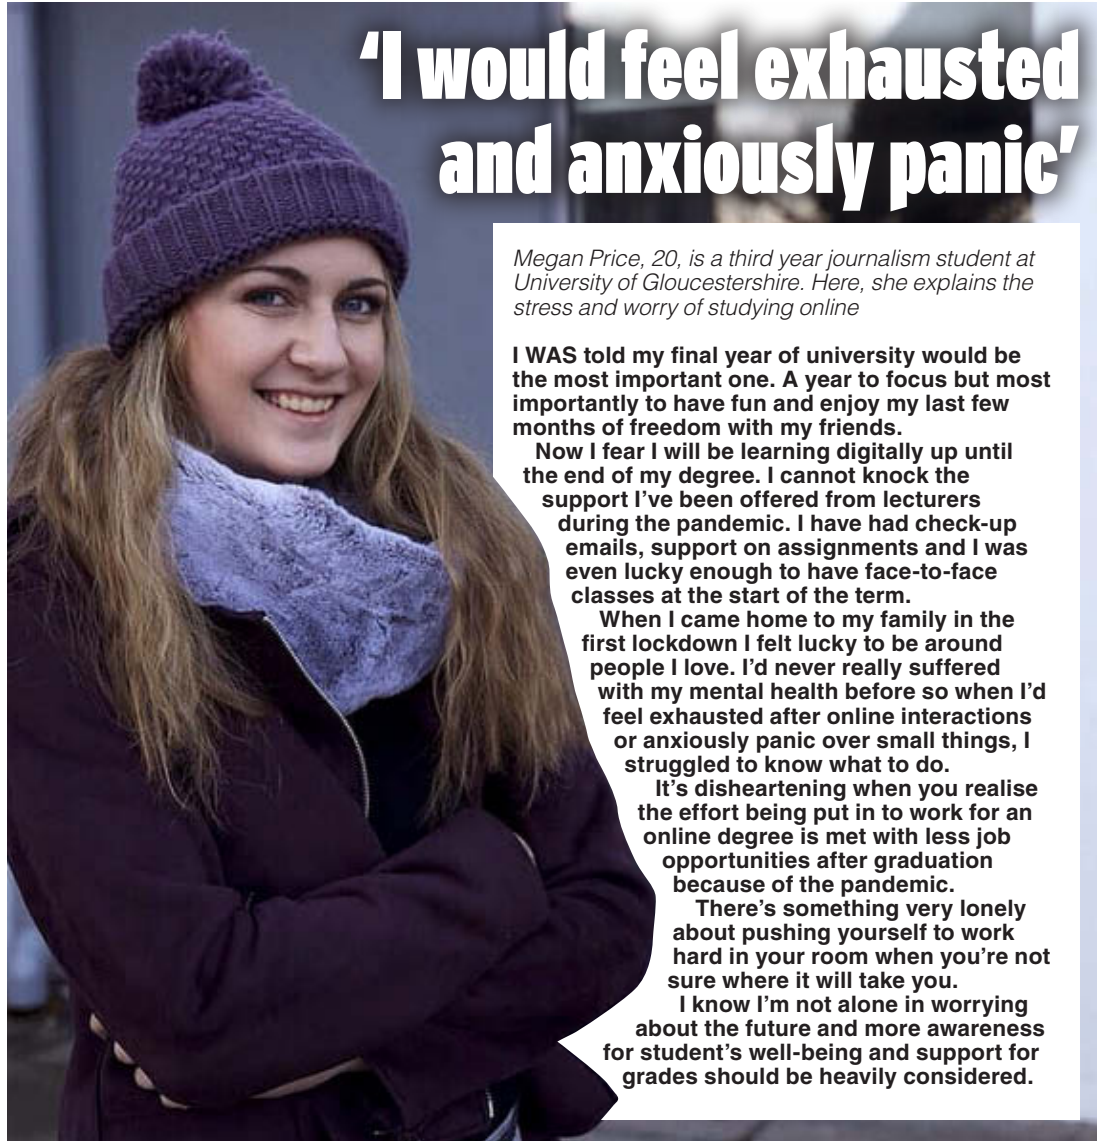 ‘I would feel exhausted
and anxiously panic’
Megan Price, 20, is a third year journalism student at
University of Gloucestershire. Here, she explains the
stress and worry of studying online
I WAS told my final year of university would be
the most important one. A year to focus but most
importantly to have fun and enjoy my last few
months of freedom with my friends.
Now I fear I will be learning digitally up until
the end of my degree. I cannot knock the
support I’ve been offered from lecturers
during the pandemic. I have had check-up
emails, support on assignments and I was
even lucky enough to have face-to-face
classes at the start of the term.
When I came home to my family in the
first lockdown I felt lucky to be around
people I love. I’d never really suffered
with my mental health before so when I’d
feel exhausted after online interactions
or anxiously panic over small things, I
struggled to know what to do.
It’s disheartening when you realise
the effort being put in to work for an
online degree is met with less job
opportunities after graduation
because of the pandemic.
There’s something very lonely
about pushing yourself to work
hard in your room when you’re not
sure where it will take you.
I know I’m not alone in worrying
about the future and more awareness
for student’s well-being and support for
grades should be heavily considered.